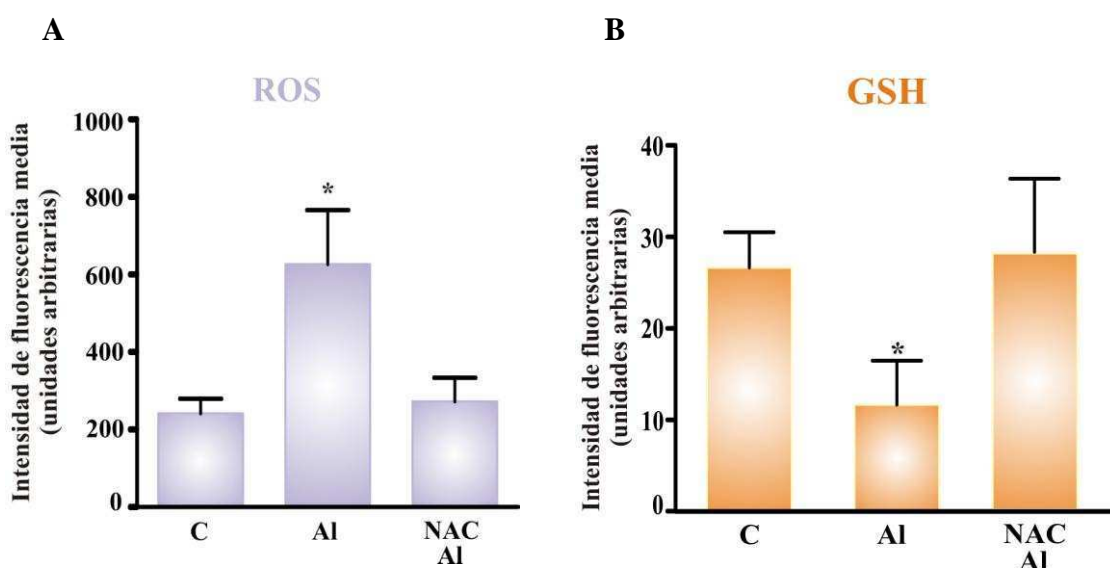 A
ROS
Intensidad de fluorescencia media
(unidades arbitrarias)
1000
800
600
400
200
0
*
C
Al
NAC
Al
B
GSH
Intensidad de fluorescencia media
(unidades arbitrarias)
40
30
20
10
0
*
C
Al
NAC
Al